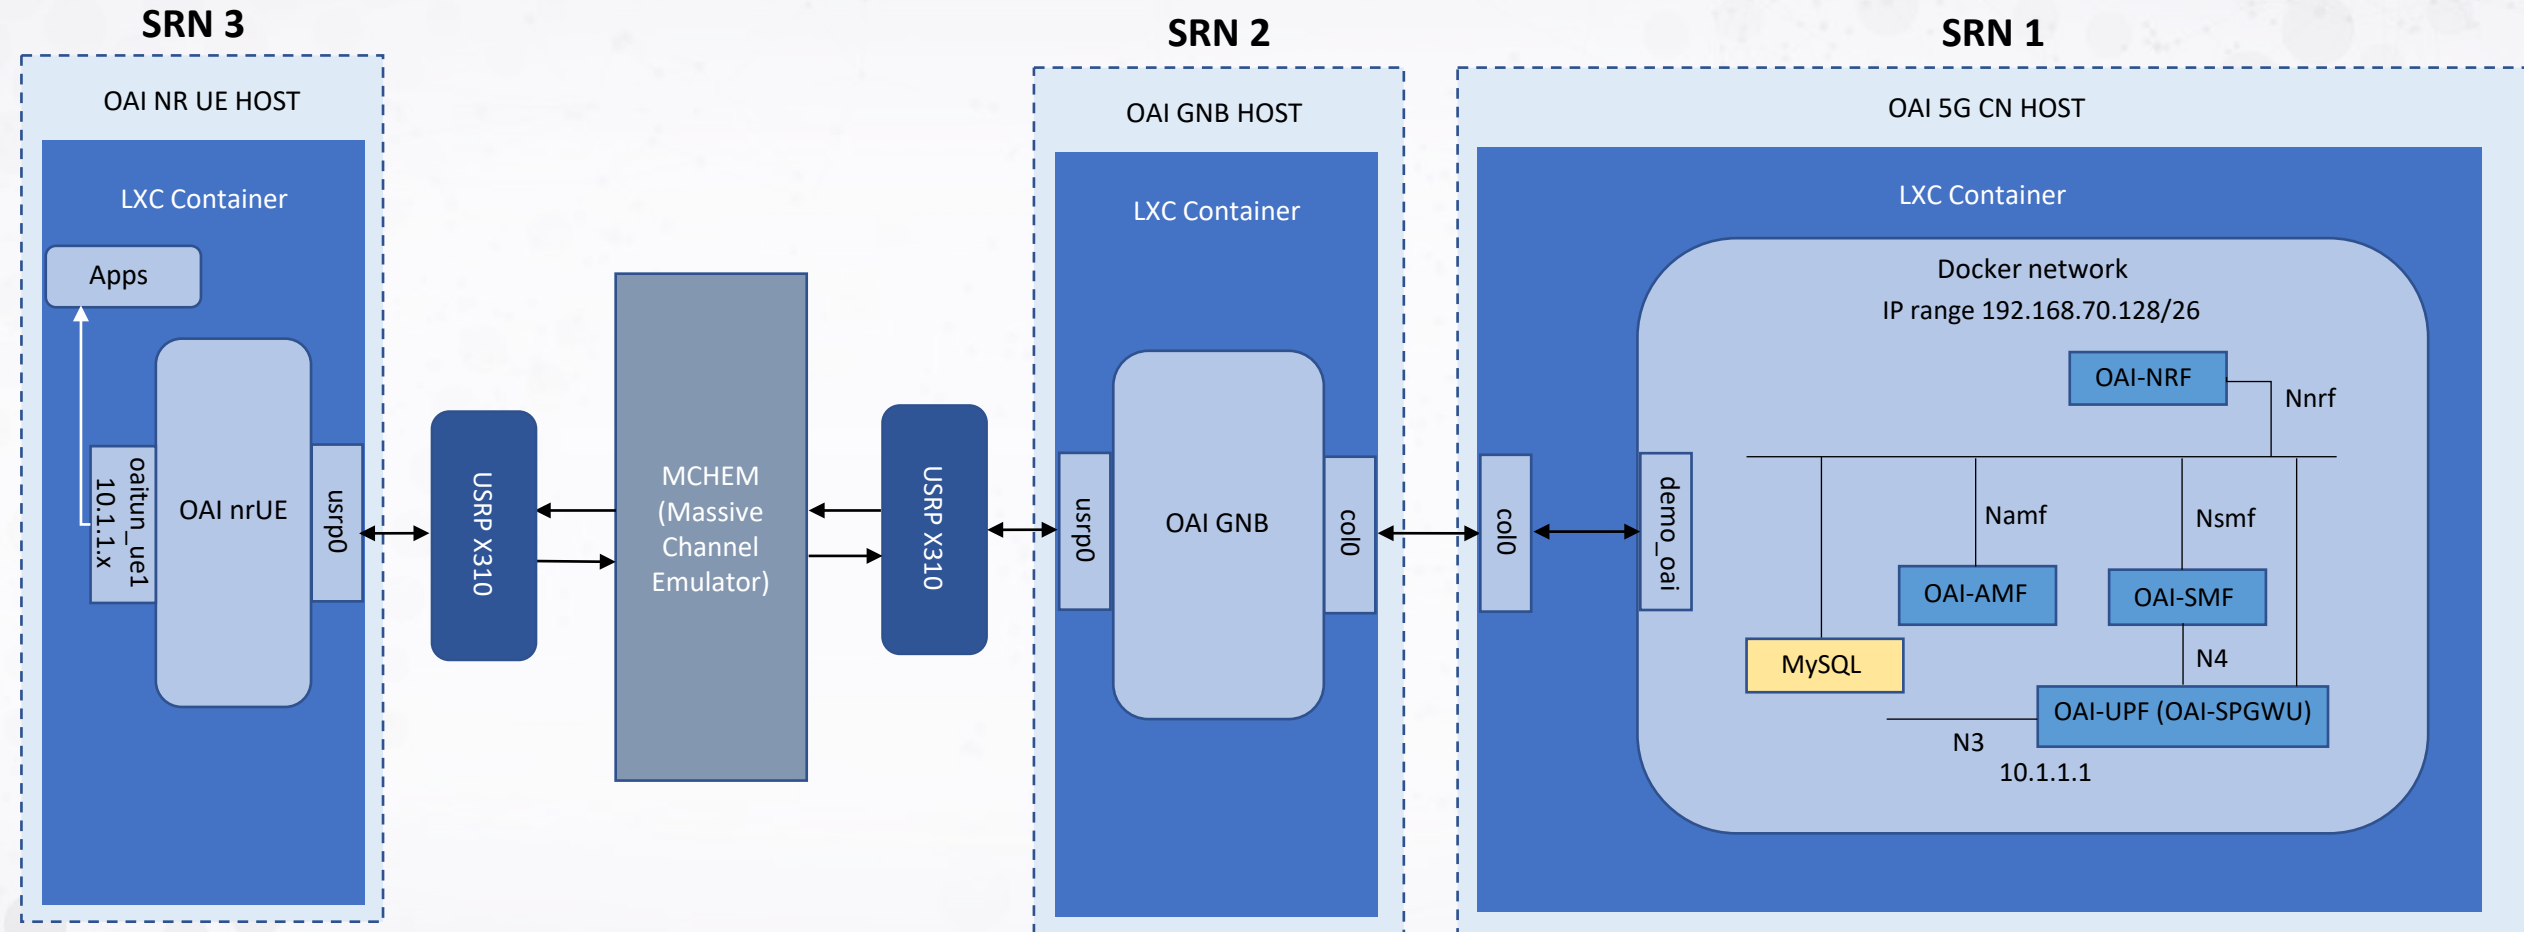 SRN 3
OAI NR UE HOST
LXC Container
Apps
oaitun_ue1
10.1.1.x
OAI nrUE
usrp0
USRP X310
MCHEM
(Massive
Channel
Emulator)
USRP X310
SRN 2
OAI GNB HOST
LXC Container
usrp0
OAI GNB
col0
SRN 1
OAI 5G CN HOST
LXC Container
col0
demo_oai
Docker network
IP range 192.168.70.128/26
OAI-NRF
Nnrf
Namf
Nsmf
OAI-AMF
OAI-SMF
MySQL
N4
OAI-UPF (OAI-SPGWU)
N3
10.1.1.1